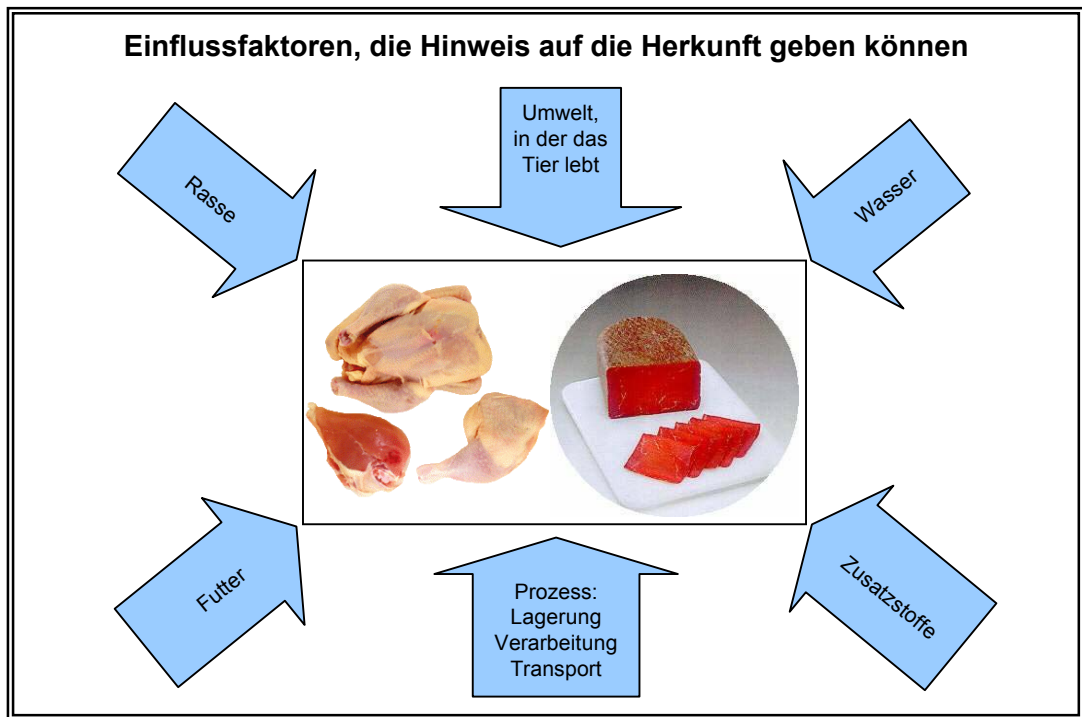 Einflussfaktoren, die Hinweis auf die Herkunft geben können
Rasse
Umwelt,
in der das
Tier lebt
Wasser
Futter
Prozess:
Lagerung
Verarbeitung
Transport
Zusatzstoffe